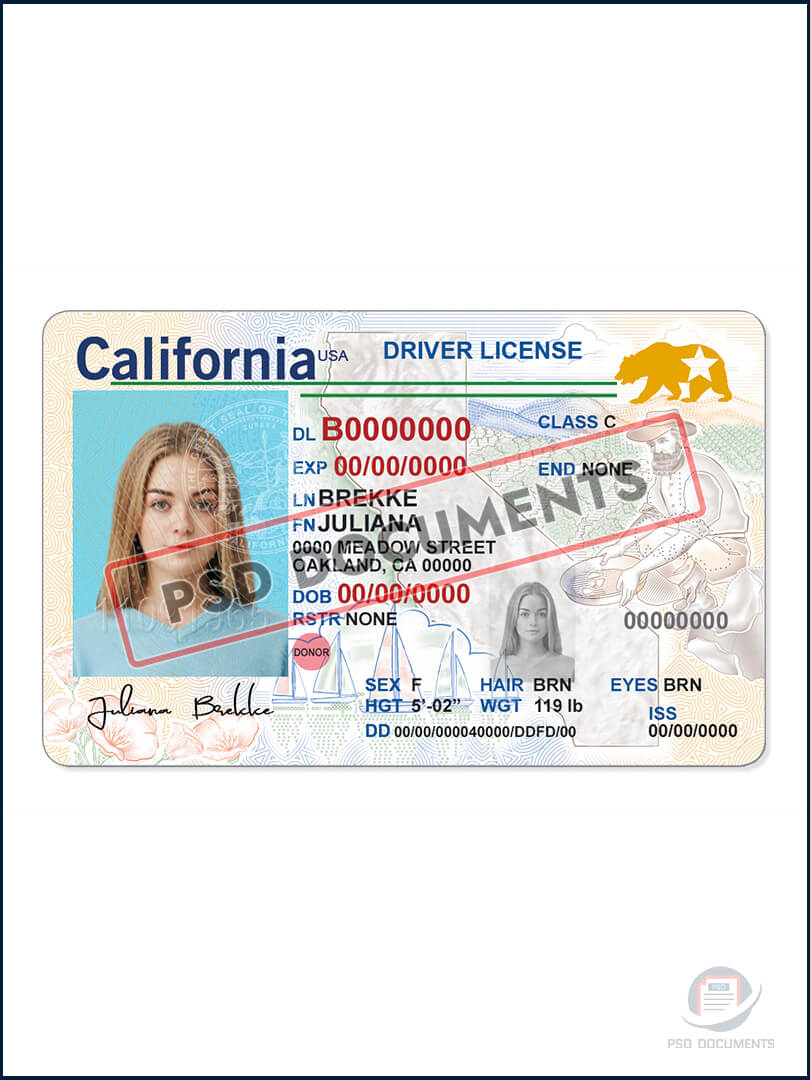 California USA DRIVER LICENSE
DL B0000000
CLASS C
EXP 00/00/0000
END NONE
LN BREKKE
FN JULIANA
0000 MEADOW STREET
OAKLAND, CA 00000
DOB 00/00/0000
RSTR NONE
00000000
DONOR
PSD DOCUMENTS
SEX F HAIR BRN EYES BRN
HGT 5'-02" WGT 119 lb
ISS
DD 00/00/000040000/DDFD/00 00/00/0000
Juliana Brekke
PSD
PSD DOCUMENTS